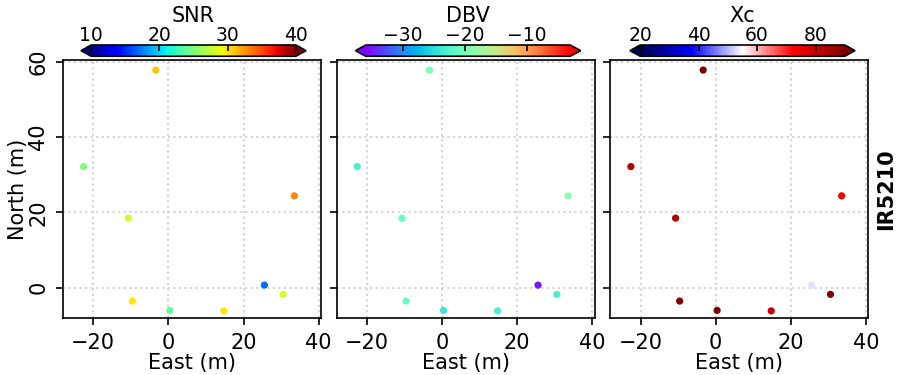 SNR DBV Xc
10 20 30 40 −30 −20 −10 20 40 60 80
60
40
20
0
North (m)
IR5210
−20 0 20 40 −20 0 20 40 −20 0 20 40
East (m) East (m) East (m)